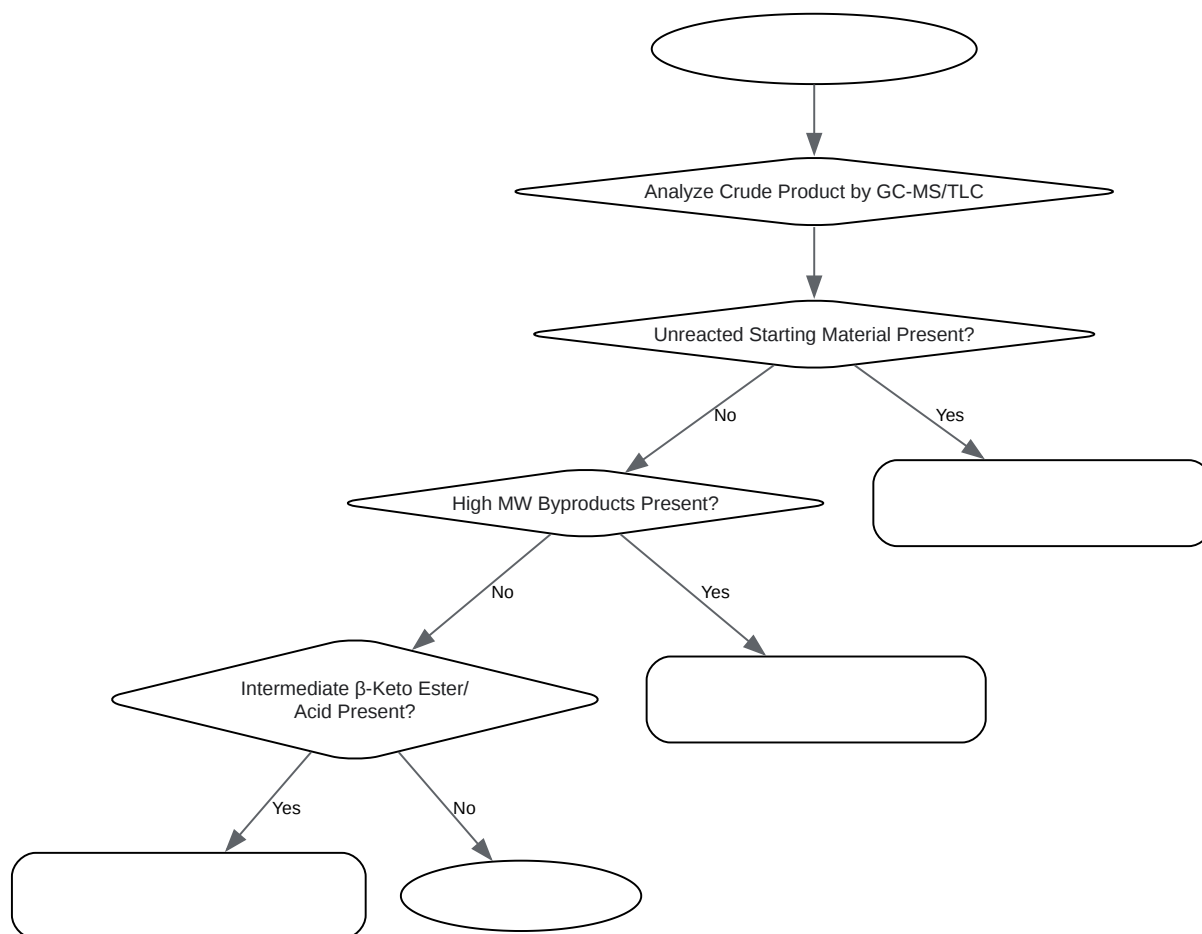 Analyze Crude Product by GC-MS/TLC
Unreacted Starting Material Present?
No
Yes
High MW Byproducts Present?
No
Yes
Intermediate β-Keto Ester/
Acid Present?
Yes
No